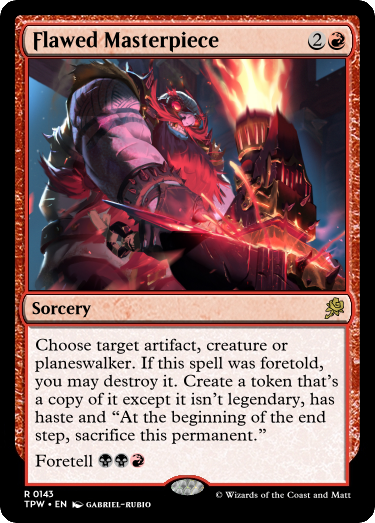 Flawed Masterpiece 2
Sorcery
Choose target artifact, creature or
planeswalker. If this spell was foretold,
you may destroy it. Create a token that's
a copy of it except it isn't legendary, has
haste and “At the beginning of the end
step, sacrifice this permanent.”
Foretell
R 0143
TPW • EN GABRIEL-RUBIO
© Wizards of the Coast and Matt